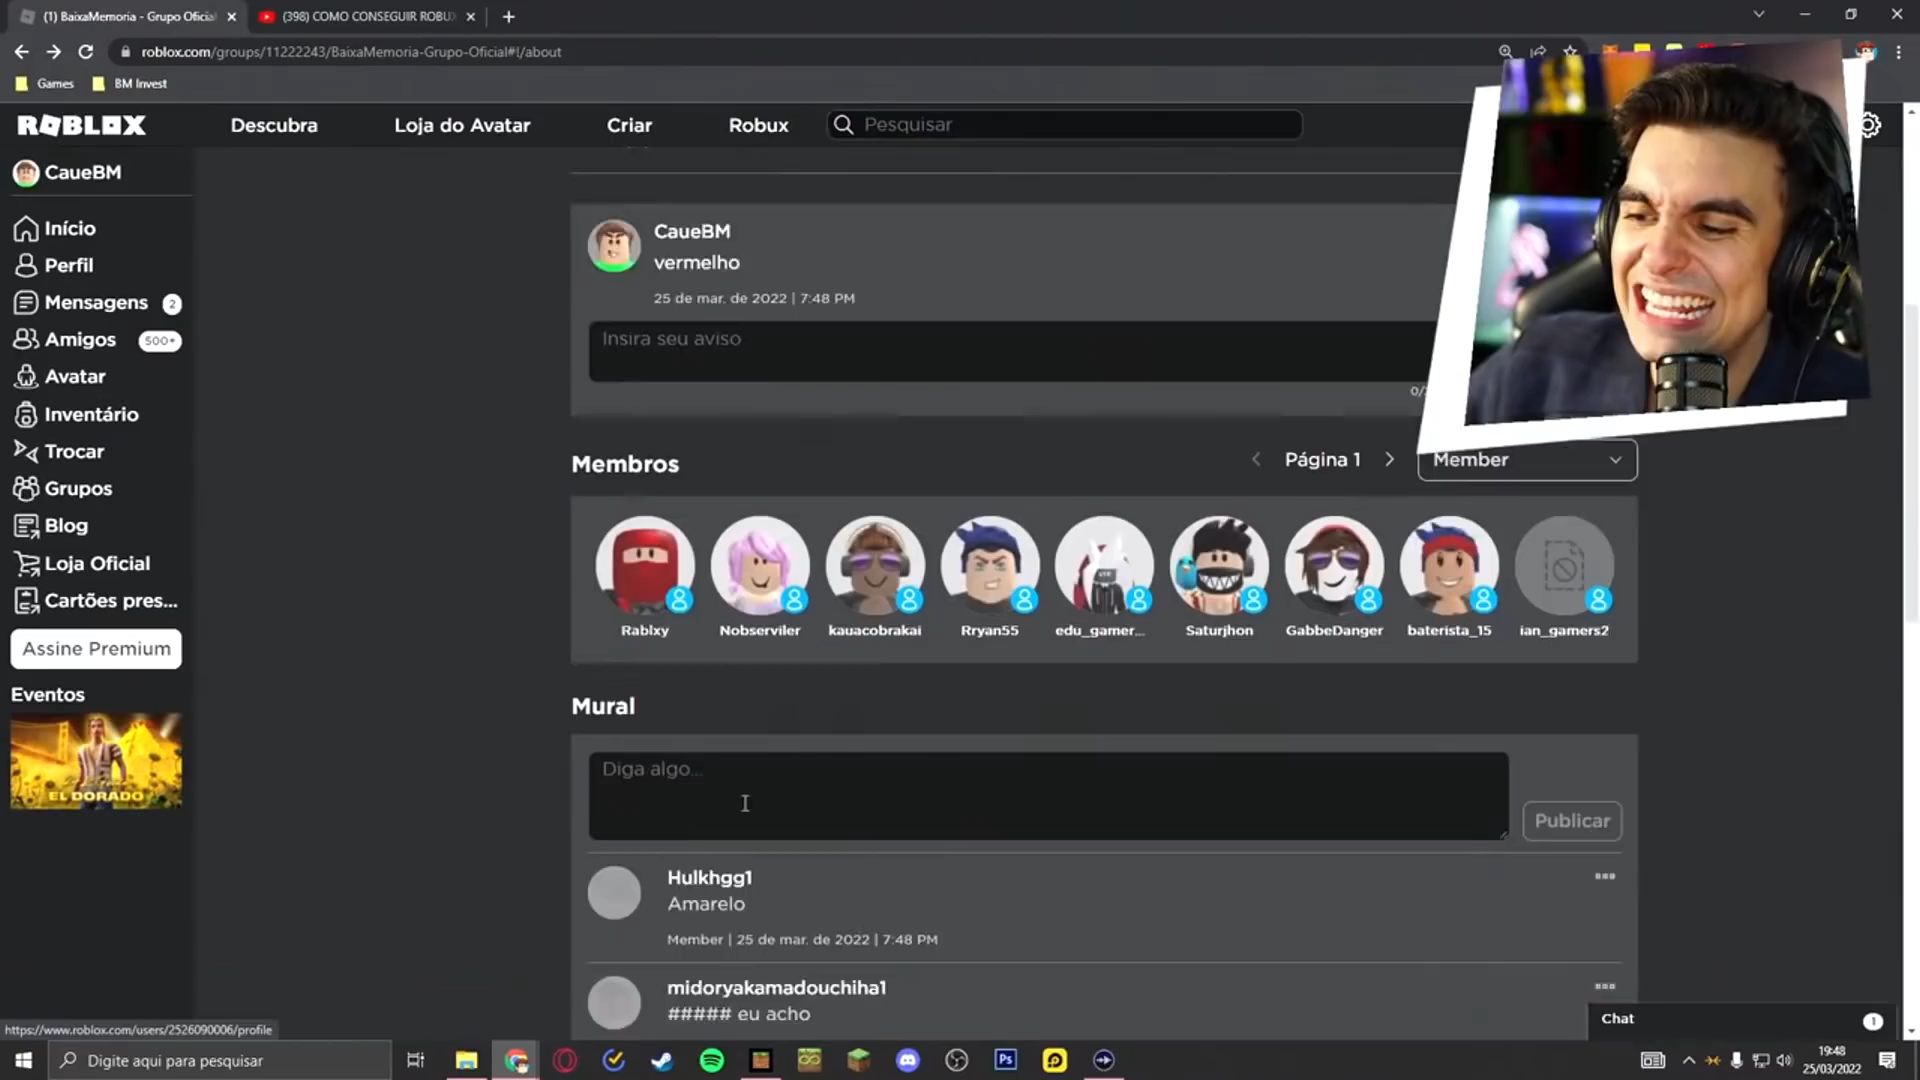 (1) BaixaMemoria - Grupo Oficial
(398) COMO CONSEGUIR ROBUX
roblox.com/groups/11222243/BaixaMemoria-Grupo-Oficial#!/about
Games
BM Invest
ROBLOX
Descubra
Loja do Avatar
Criar
Robux
Pesquisar
CaueBM
Início
Perfil
Mensagens 2
Amigos 500+
Avatar
Inventário
Trocar
Grupos
Blog
Loja Oficial
Cartões pres...
Assine Premium
Eventos
EL DORADO
CaueBM
vermelho
25 de mar. de 2022 | 7:48 PM
Insira seu aviso
Membros
Página 1
Member
Rablxy
Nobserviler
kauacobrakai
Rryan55
edu_gamer...
Saturjhon
GabbeDanger
baterista_15
ian_gamers2
Mural
Diga algo...
Publicar
Hulkhgg1
Amarelo
Member | 25 de mar. de 2022 | 7:48 PM
midoryakamadouchiha1
##### eu acho
Chat
1
https://www.roblox.com/users/2526090006/profile
Digite aqui para pesquisar
Ps
19:48
25/03/2022